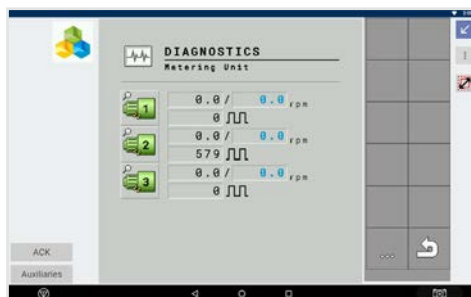 DIAGNOSTICS
Metering Unit
1 0.0/ 0.0 rpm
0
2 0.0/ 0.0 rpm
579
3 0.0/ 0.0 rpm
0
...
ACK
Auxiliaries